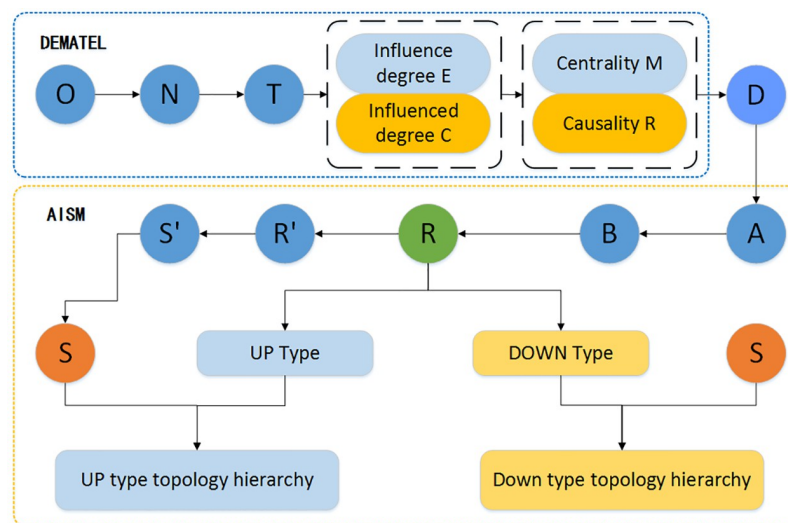 DEMATEL
O
N
T
Influence
degree E
Influenced
degree C
Centrality M
Causality R
D
AISM
S'
R'
R
B
A
S
UP Type
DOWN Type
S
UP type topology hierarchy
Down type topology hierarchy